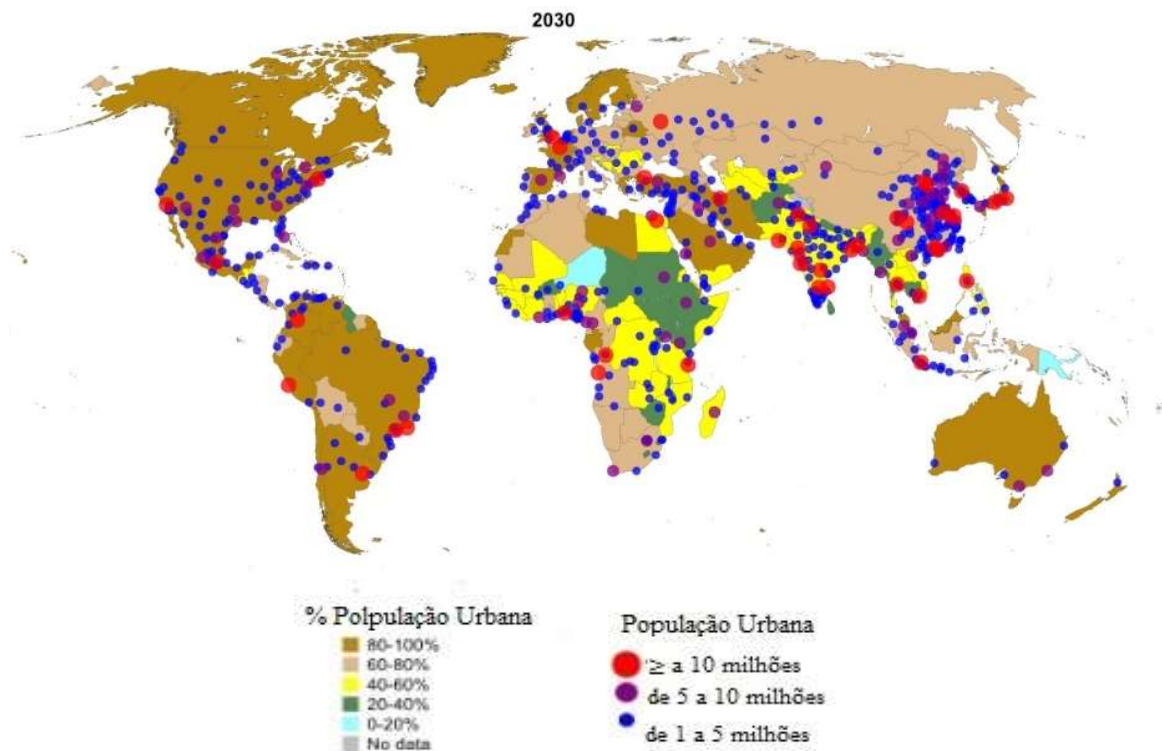 2030
% Polpulação Urbana
80-100%
60-80%
40-60%
20-40%
0-20%
No data
População Urbana
≥ a 10 milhões
de 5 a 10 milhões
de 1 a 5 milhões